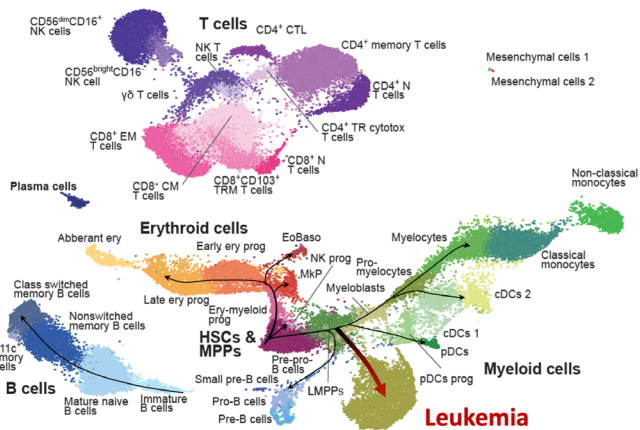 CD56dimCD16+
NK cells
T cells
CD4+ CTL
NK T
cells
CD4+ memory T cells
CD56brightCD16-
NK cell
γδ T cells
CD4+ N
T cells
CD4+ TR cytotox
T cells
CD8+ EM
T cells
CD8+ N
T cells
CD8+ CM
T cells
CD8+CD103+
TRM T cells
Mesenchymal cells 1
Mesenchymal cells 2
Plasma cells
Non-classical
monocytes
Erythroid cells
EoBaso
Abberant ery
Early ery prog
NK prog
Pro-
myelocytes
Myelocytes
Classical
monocytes
MkP
Myeloblasts
Late ery prog
Ery-myeloid
prog
cDCs 2
Class switched
memory B cells
Nonswitched
memory B cells
HSCs &
MPPs
cDCs 1
pDCs
11c
mory
cells
Pre-pro-
B cells
pDCs prog
Myeloid cells
B cells
Small pre-B cells
LMPPs
Mature naive
B cells
Immature
B cells
Pro-B cells
Pre-B cells
Leukemia